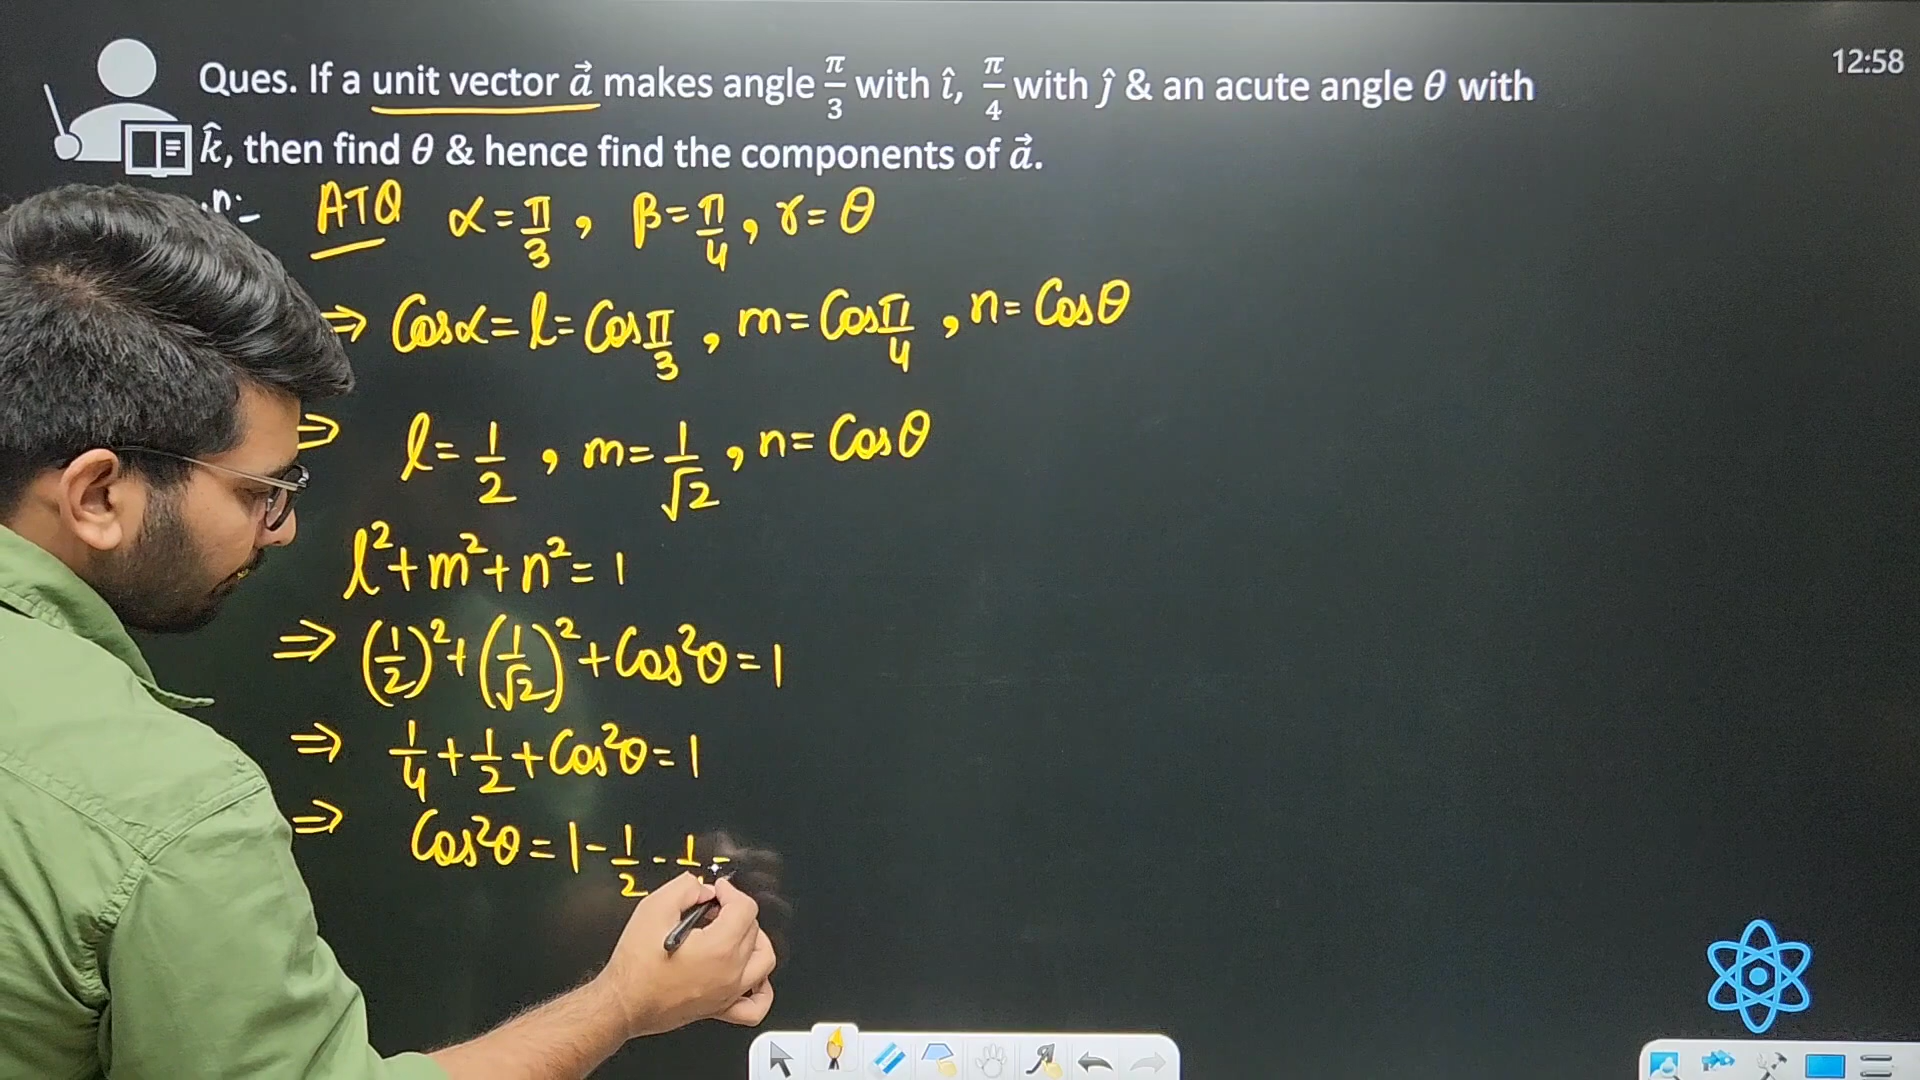 12:58
Ques. If a unit vector a⃗ makes angle π/3 with î, π/4 with ĵ & an acute angle θ with
k̂, then find θ & hence find the components of a⃗.
ATQ α = π/3 , β = π/4 , γ = θ
⇒ Cosα = l = Cos π/3 , m = Cos π/4 , n = Cosθ
⇒ l = 1/2 , m = 1/√2 , n = Cosθ
l² + m² + n² = 1
⇒ (1/2)² + (1/√2)² + Cos²θ = 1
⇒ 1/4 + 1/2 + Cos²θ = 1
⇒ Cos²θ = 1 - 1/2 - 1/